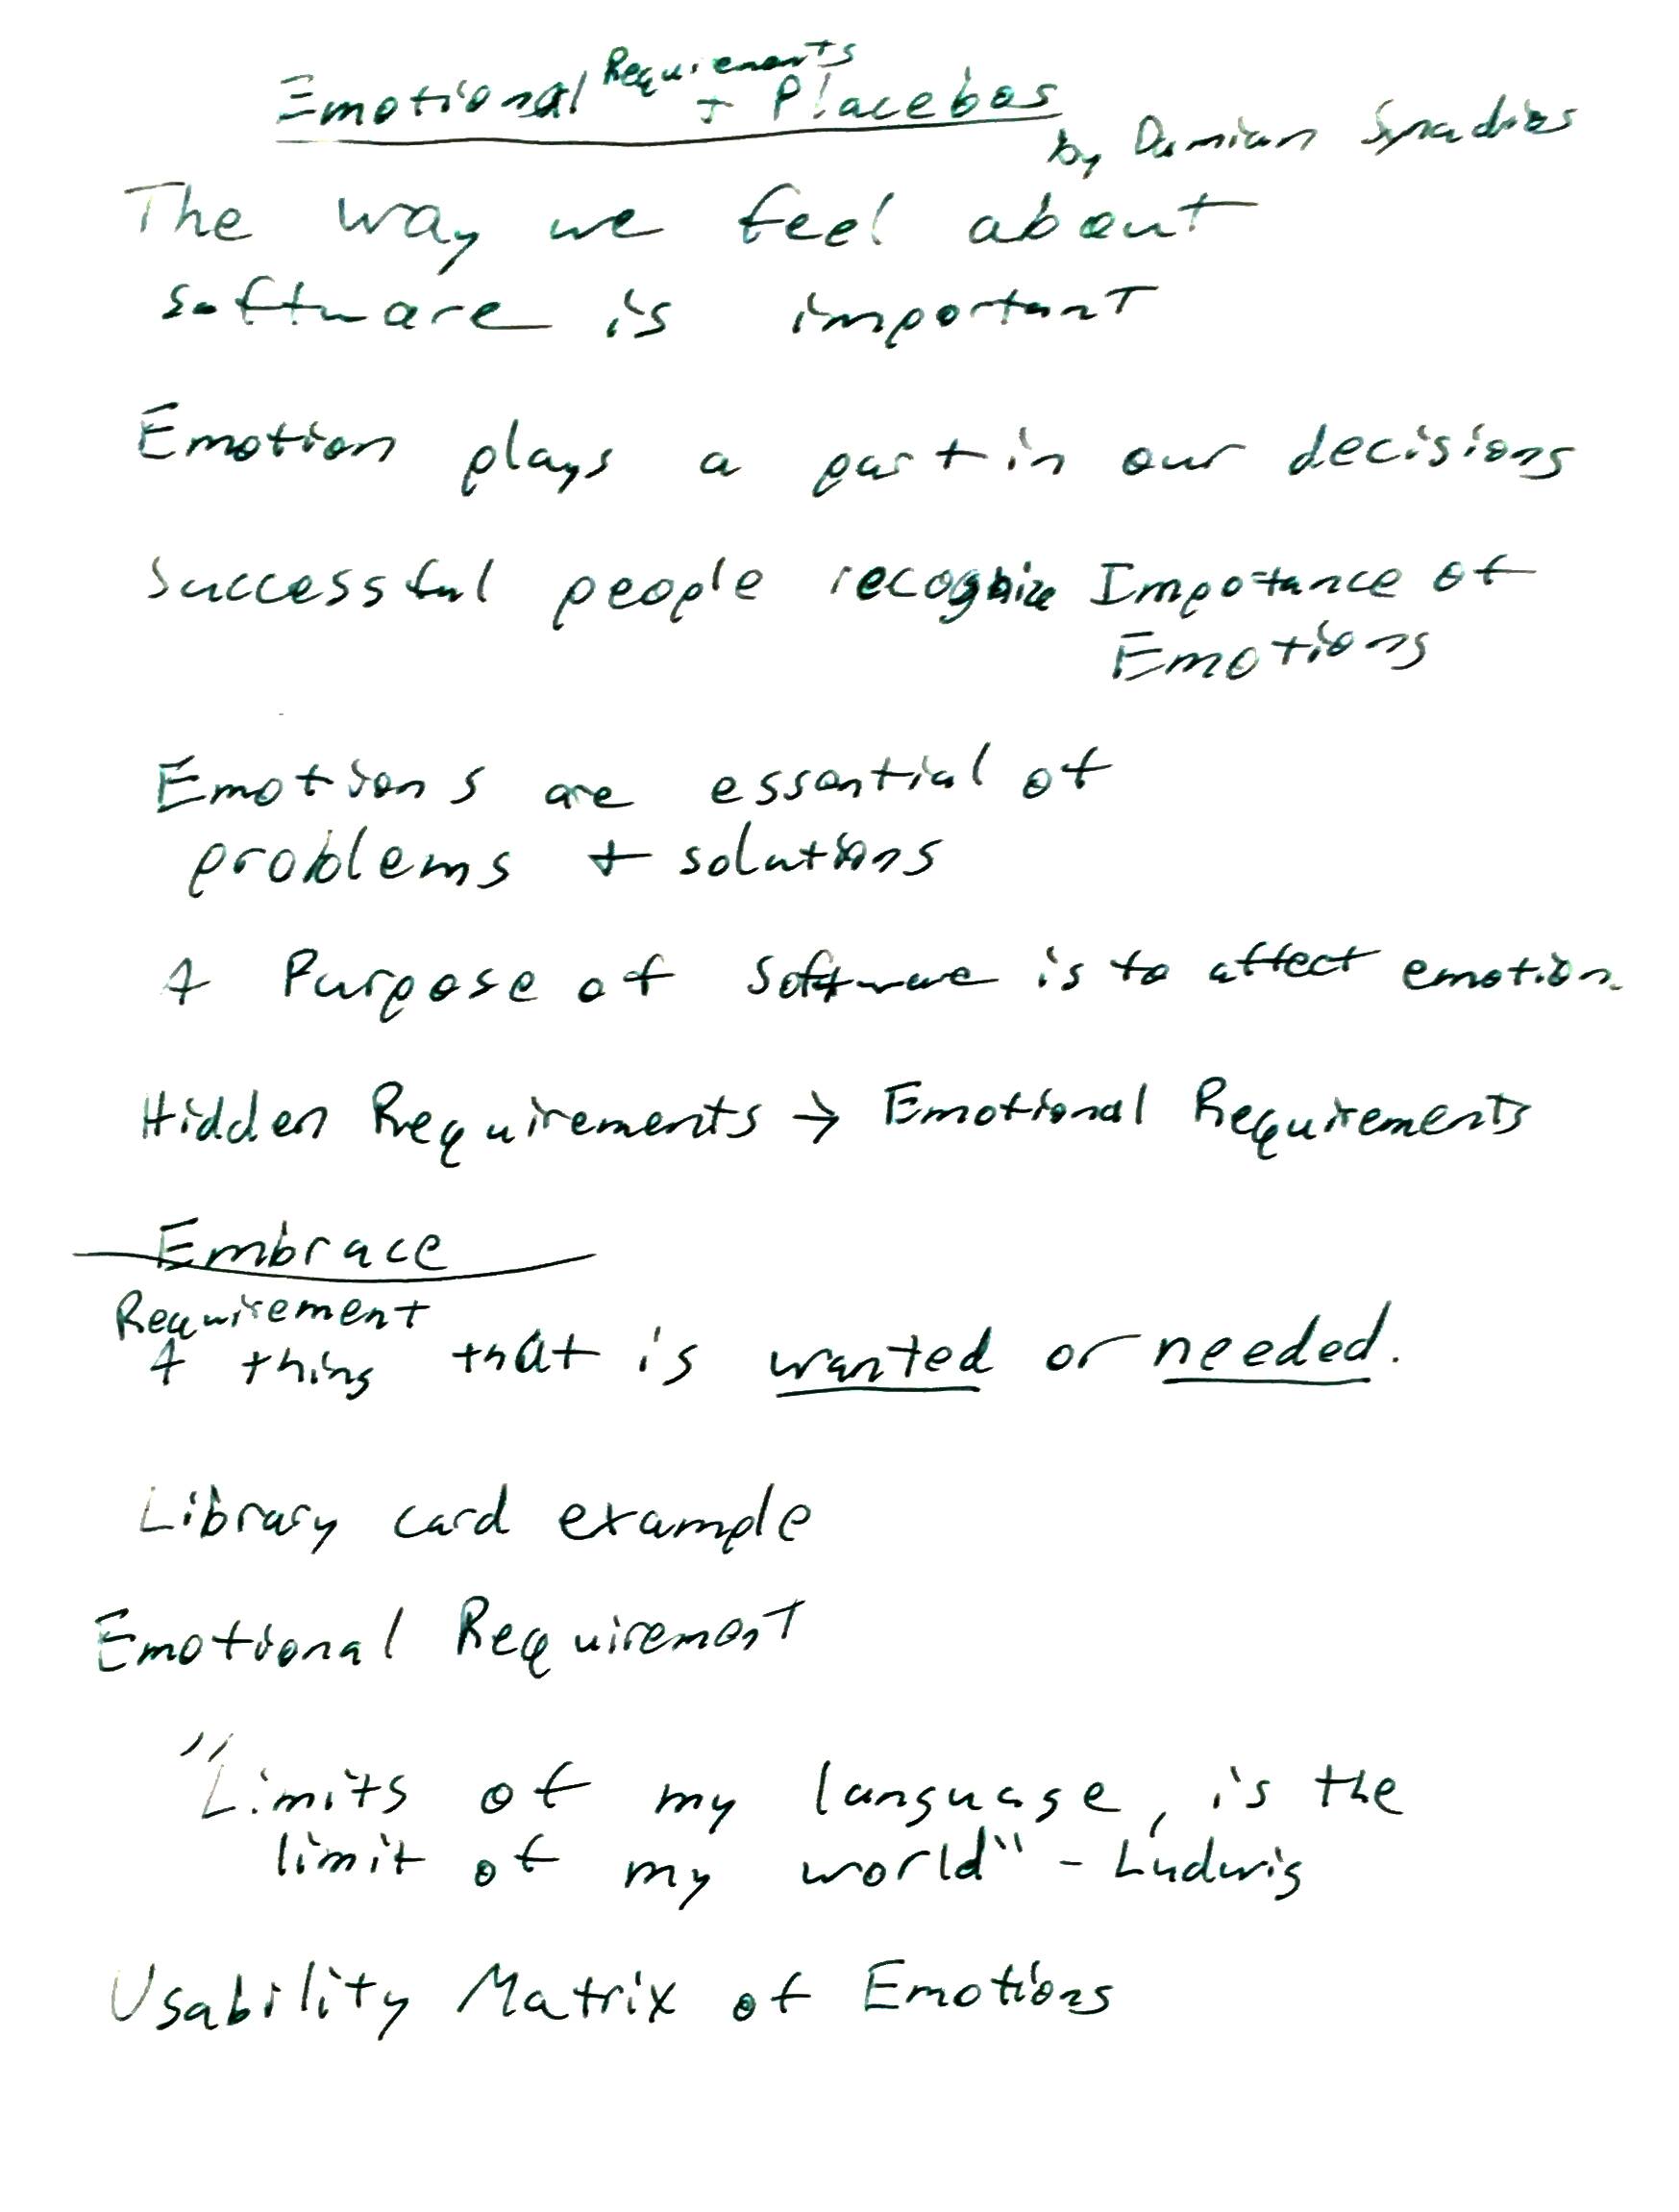 Emotional Requirements + Placebos
by Damian Synadios
The way we feel about
software is important
Emotion plays a part in our decisions
Successful people recognize Impotance of
Emotions
Emotions are essential of
problems + solutions
A Purpose of Software is to affect emotion.
Hidden Requirements → Emotional Requirements
Embrace
Requirement
A thing that is wanted or needed.
Library card example
Emotional Requirement
"Limits of my language, is the
limit of my world" - Ludwig
Usability Matrix of Emotions